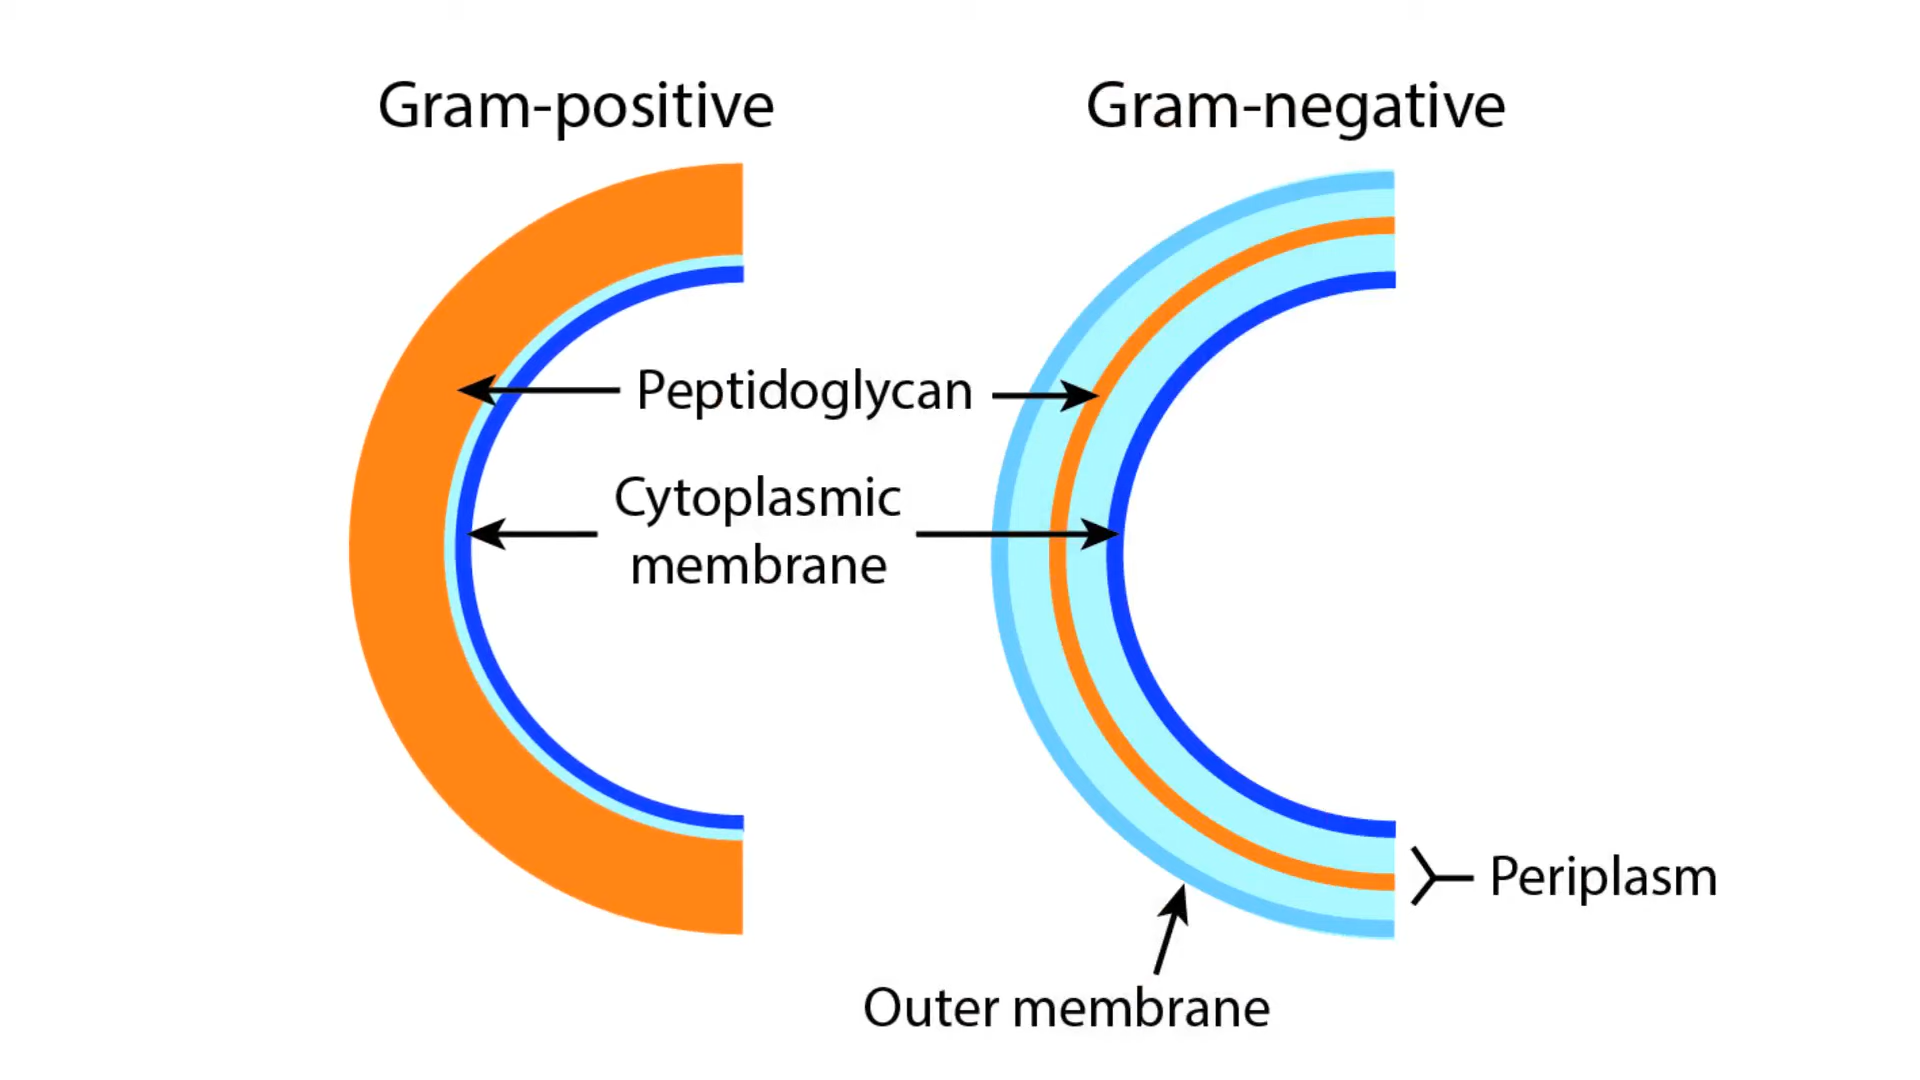 Gram-positive
Gram-negative
Peptidoglycan
Cytoplasmic
membrane
Periplasm
Outer membrane